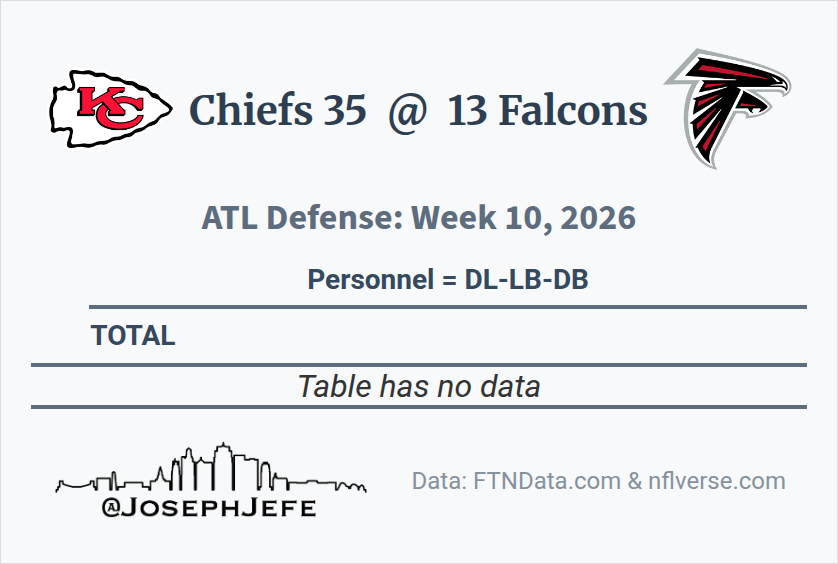 KC
Chiefs 35 @ 13 Falcons
ATL Defense: Week 10, 2026
Personnel = DL-LB-DB
TOTAL
Table has no data
@JosephJefe
Data: FTNData.com & nflverse.com